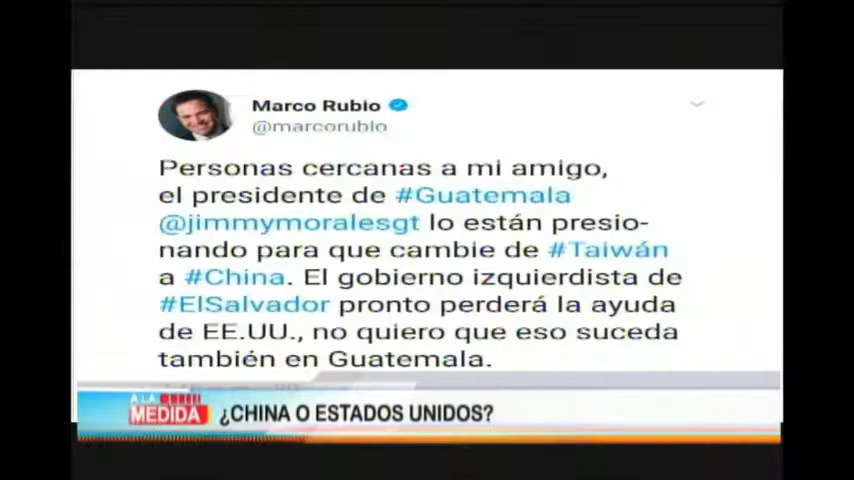 Marco Rubio
@marcorubio
Personas cercanas a mi amigo,
el presidente de #Guatemala
@jimmymoralesgt lo están presio-
nando para que cambie de #Taiwán
a #China. El gobierno izquierdista de
#ElSalvador pronto perderá la ayuda
de EE.UU., no quiero que eso suceda
también en Guatemala.
A LA
MEDIDA
¿CHINA O ESTADOS UNIDOS?